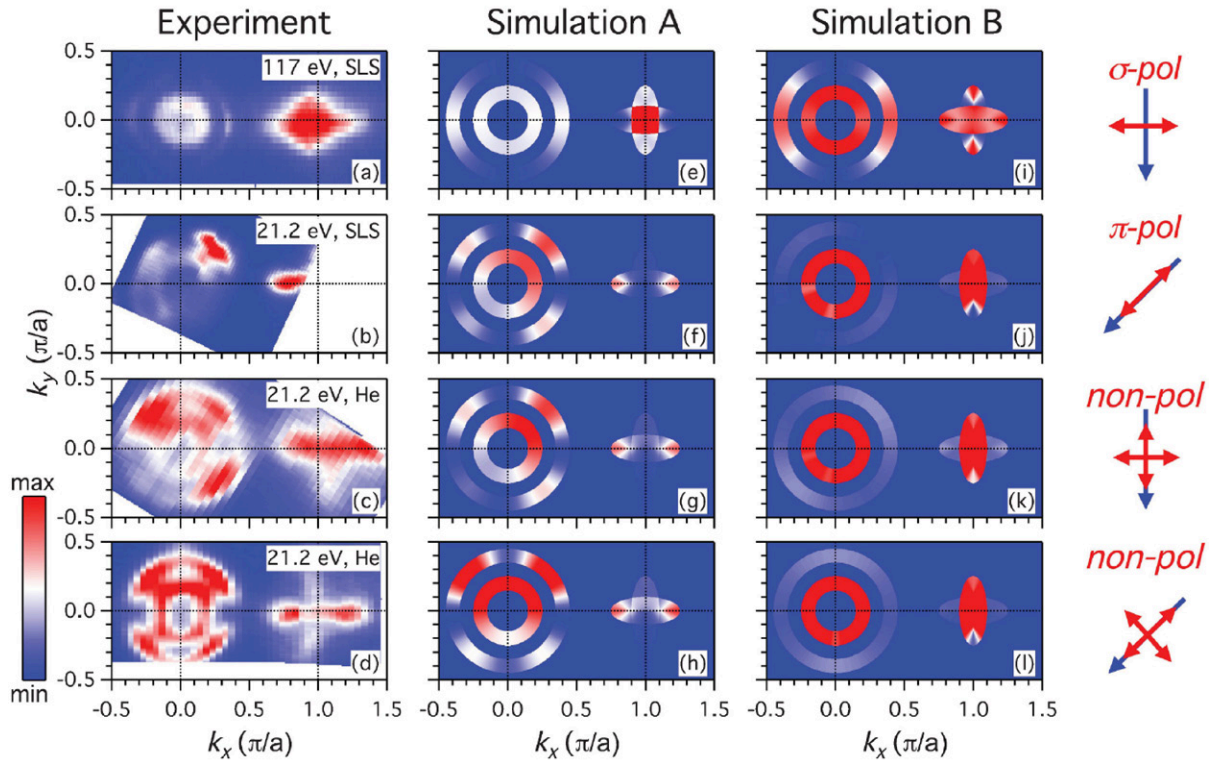 Experiment Simulation A Simulation B
0.5
0.0
-0.5
117 eV, SLS
(a) (e) (i)
σ-pol
0.5
0.0
-0.5
21.2 eV, SLS
(b) (f) (j)
π-pol
0.5
0.0
-0.5
21.2 eV, He
(c) (g) (k)
non-pol
0.5
0.0
-0.5
21.2 eV, He
(d) (h) (l)
non-pol
k_y (π/a)
max
min
-0.5 0.0 0.5 1.0 1.5 -0.5 0.0 0.5 1.0 1.5 -0.5 0.0 0.5 1.0 1.5
k_x (π/a) k_x (π/a) k_x (π/a)